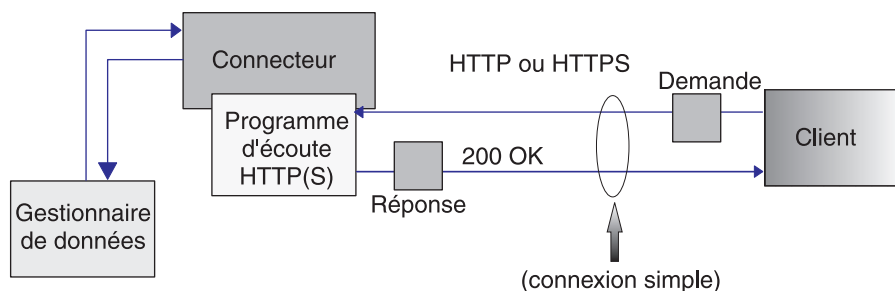 Connecteur
HTTP ou HTTPS
Demande
Programme
d'écoute
HTTP(S)
Client
200 OK
Réponse
Gestionnaire
de données
(connexion simple)